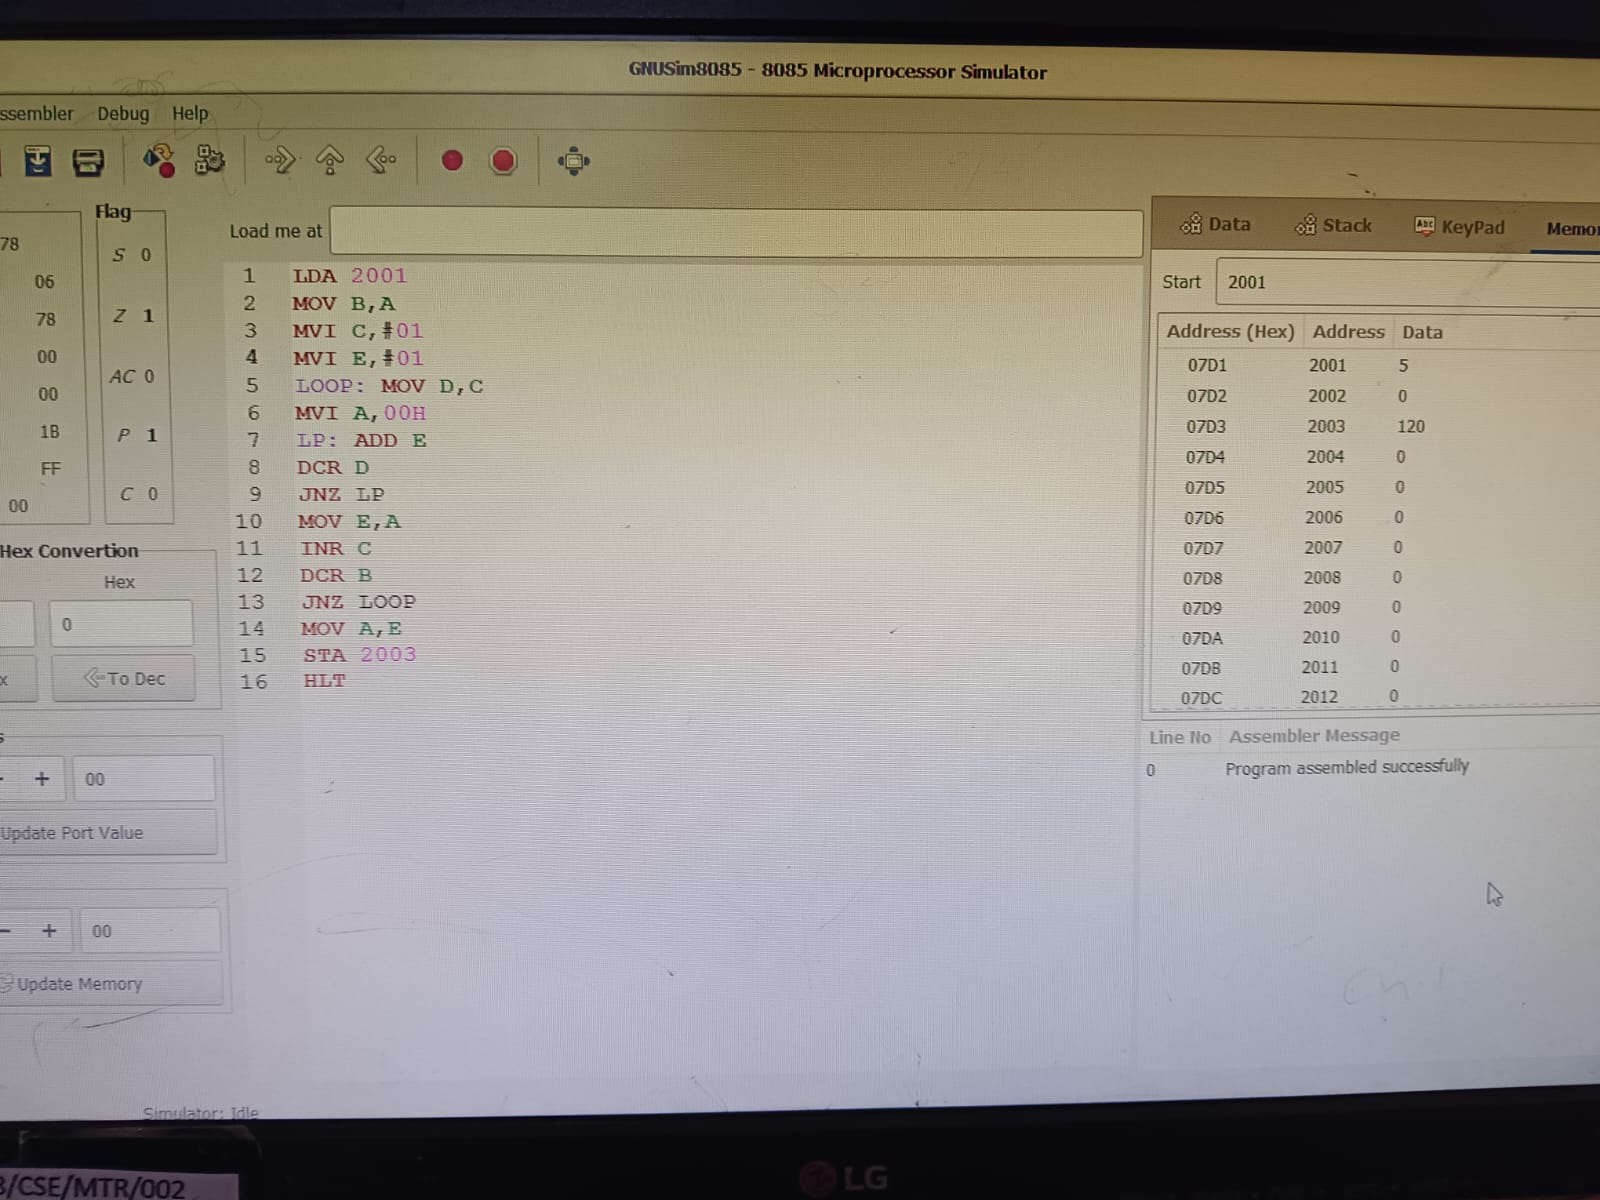 GNUSim8085 - 8085 Microprocessor Simulator
ssembler Debug Help
78
06
78
00
00
1B
FF
00
Flag
S 0
Z 1
AC 0
P 1
C 0
Hex Convertion
Hex
0
x
To Dec
s
- + 00
Update Port Value
- + 00
Update Memory
Simulator: Idle
Load me at
1 LDA 2001
2 MOV B,A
3 MVI C,#01
4 MVI E,#01
5 LOOP: MOV D,C
6 MVI A,00H
7 LP: ADD E
8 DCR D
9 JNZ LP
10 MOV E,A
11 INR C
12 DCR B
13 JNZ LOOP
14 MOV A,E
15 STA 2003
16 HLT
Data Stack Abc KeyPad Memo
Start 2001
Address (Hex) Address Data
07D1 2001 5
07D2 2002 0
07D3 2003 120
07D4 2004 0
07D5 2005 0
07D6 2006 0
07D7 2007 0
07D8 2008 0
07D9 2009 0
07DA 2010 0
07DB 2011 0
07DC 2012 0
Line No Assembler Message
0 Program assembled successfully
LG
/CSE/MTR/002